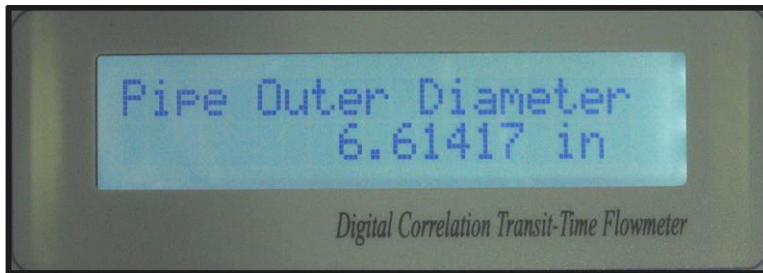 Pipe Outer Diameter
6.61417 in
Digital Correlation Transit-Time Flowmeter